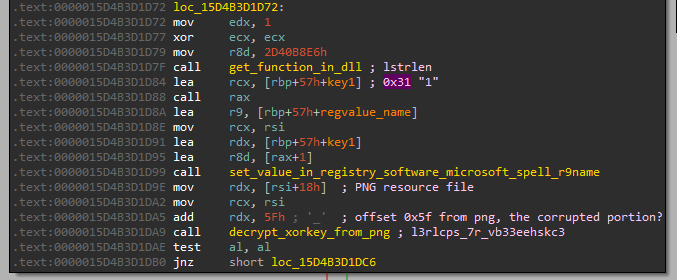 .text:0000015D4B3D1D72 loc_15D4B3D1D72:
.text:0000015D4B3D1D72 mov edx, 1
.text:0000015D4B3D1D77 xor ecx, ecx
.text:0000015D4B3D1D79 mov r8d, 2D40B8E6h
.text:0000015D4B3D1D7F call get_function_in_dll ; lstrlen
.text:0000015D4B3D1D84 lea rcx, [rbp+57h+key1] ; 0x31 "1"
.text:0000015D4B3D1D88 call rax
.text:0000015D4B3D1D8A lea r9, [rbp+57h+regvalue_name]
.text:0000015D4B3D1D8E mov rcx, rsi
.text:0000015D4B3D1D91 lea rdx, [rbp+57h+key1]
.text:0000015D4B3D1D95 lea r8d, [rax+1]
.text:0000015D4B3D1D99 call set_value_in_registry_software_microsoft_spell_r9name
.text:0000015D4B3D1D9E mov rdx, [rsi+18h] ; PNG resource file
.text:0000015D4B3D1DA2 mov rcx, rsi
.text:0000015D4B3D1DA5 add rdx, 5Fh ; '_' ; offset 0x5f from png, the corrupted portion?
.text:0000015D4B3D1DA9 call decrypt_xorkey_from_png ; l3rlcps_7r_vb33eehskc3
.text:0000015D4B3D1DAE test al, al
.text:0000015D4B3D1DB0 jnz short loc_15D4B3D1DC6